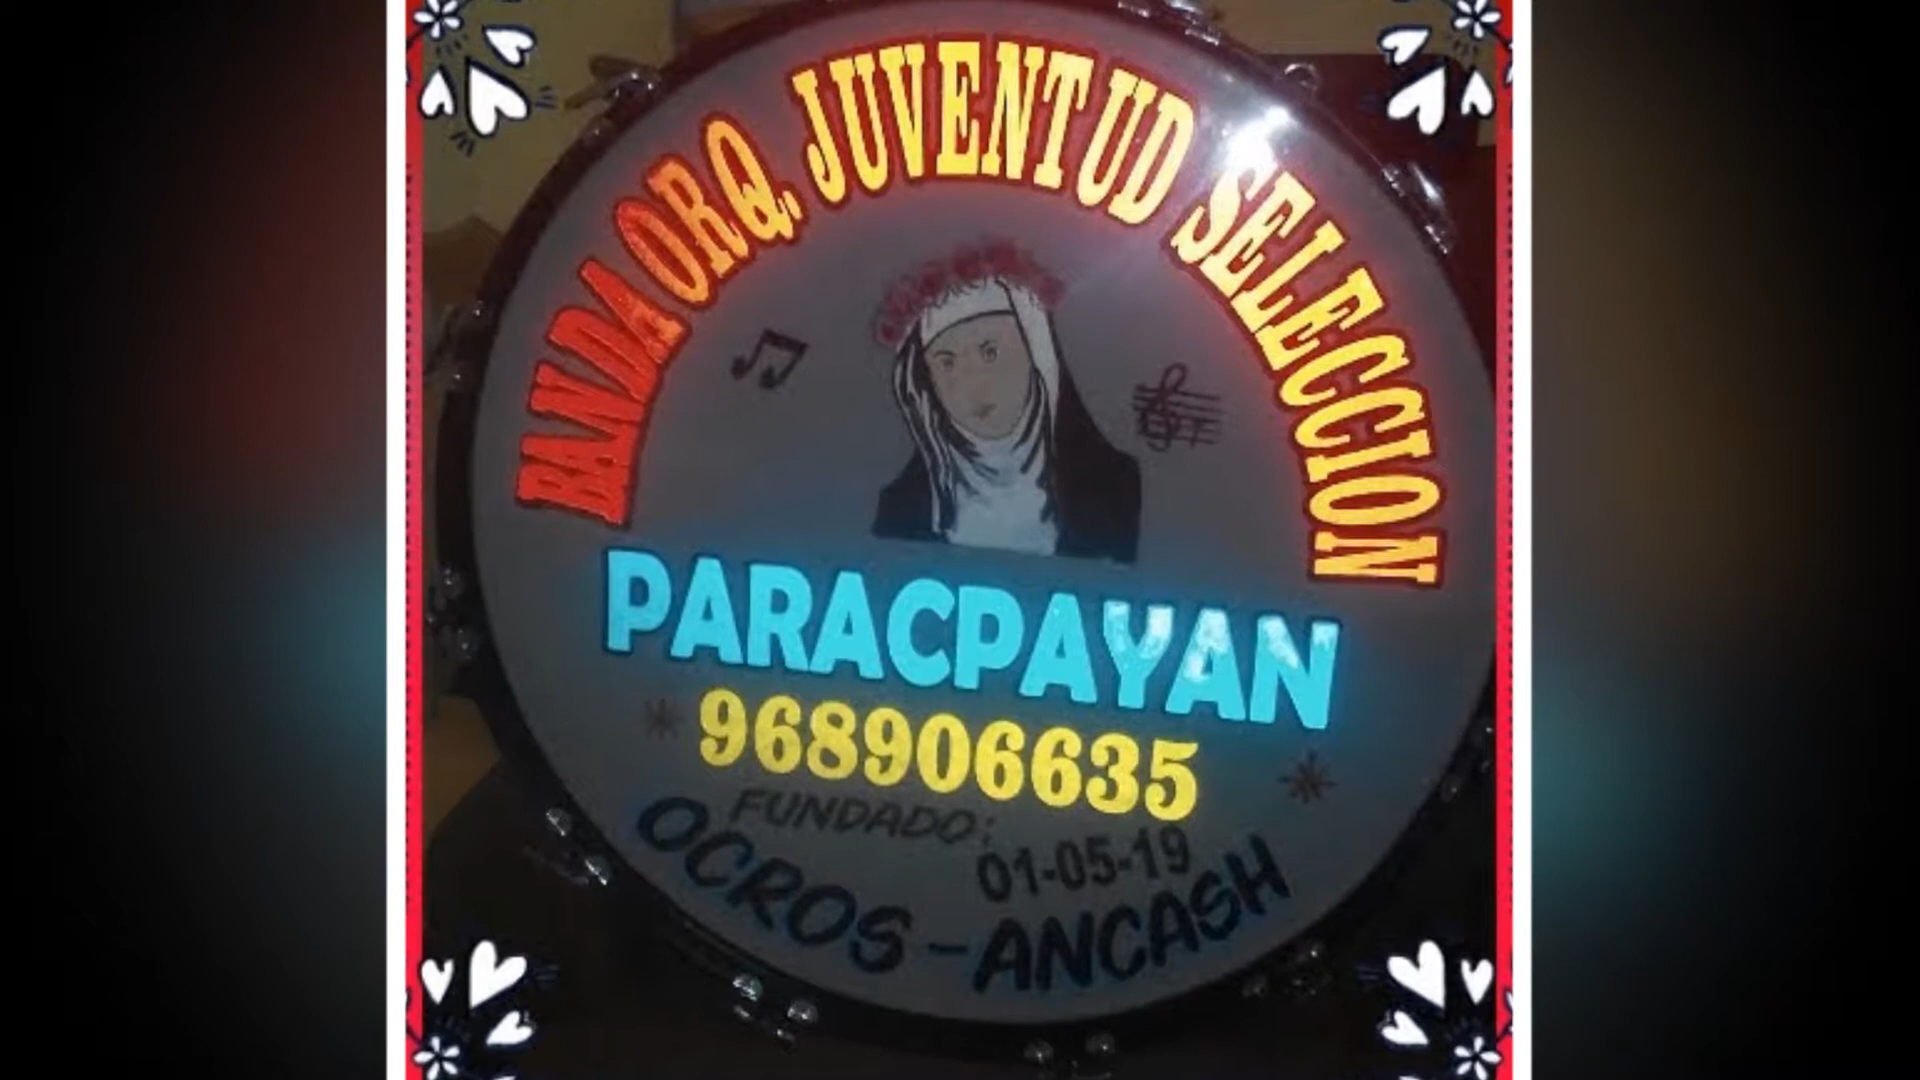 BANDA ORQ. JUVENTUD SELECCION
PARACPAYAN
968906635
FUNDADO:
01-05-19
OCROS - ANCASH